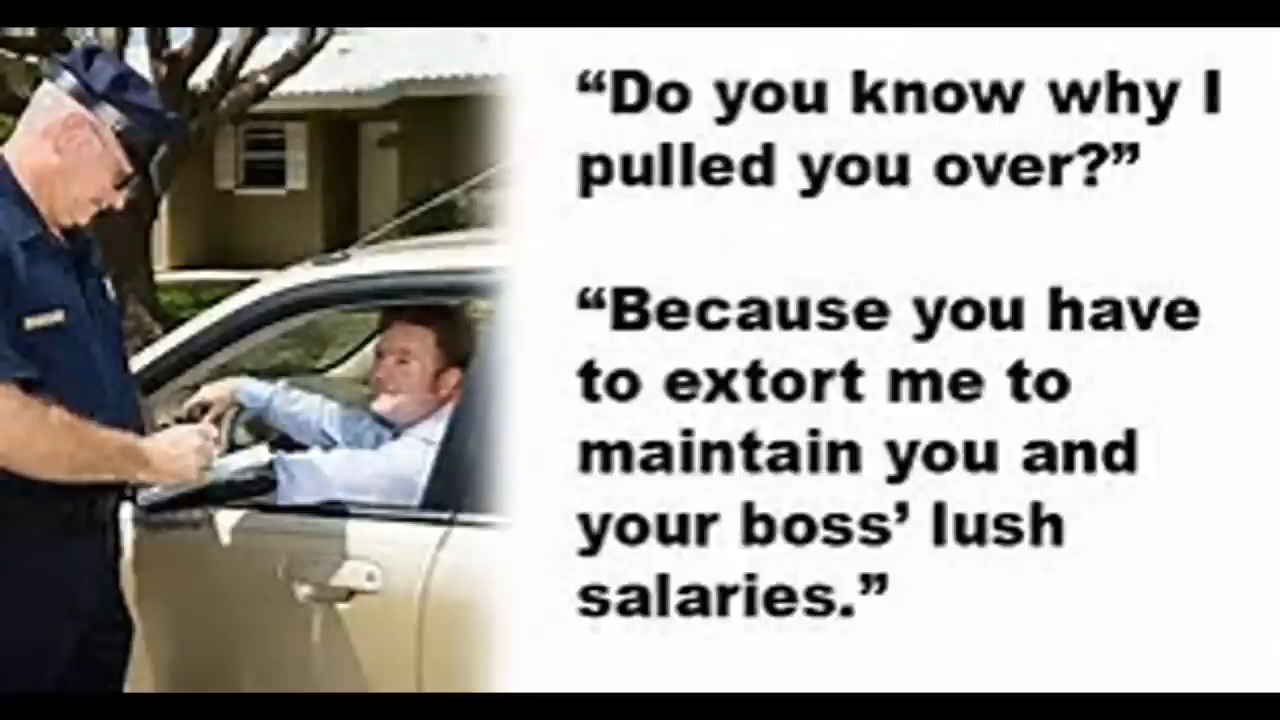 “Do you know why I
pulled you over?”
“Because you have
to extort me to
maintain you and
your boss’ lush
salaries.”